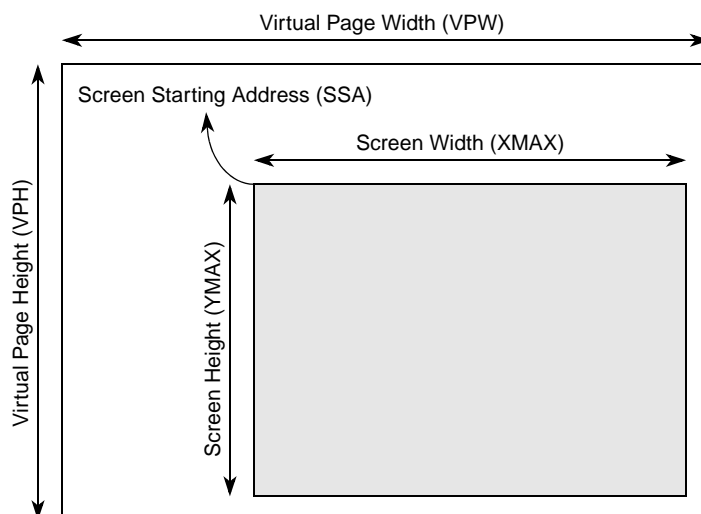 Virtual Page Width (VPW)
Screen Starting Address (SSA)
Screen Width (XMAX)
Virtual Page Height (VPH)
Screen Height (YMAX)